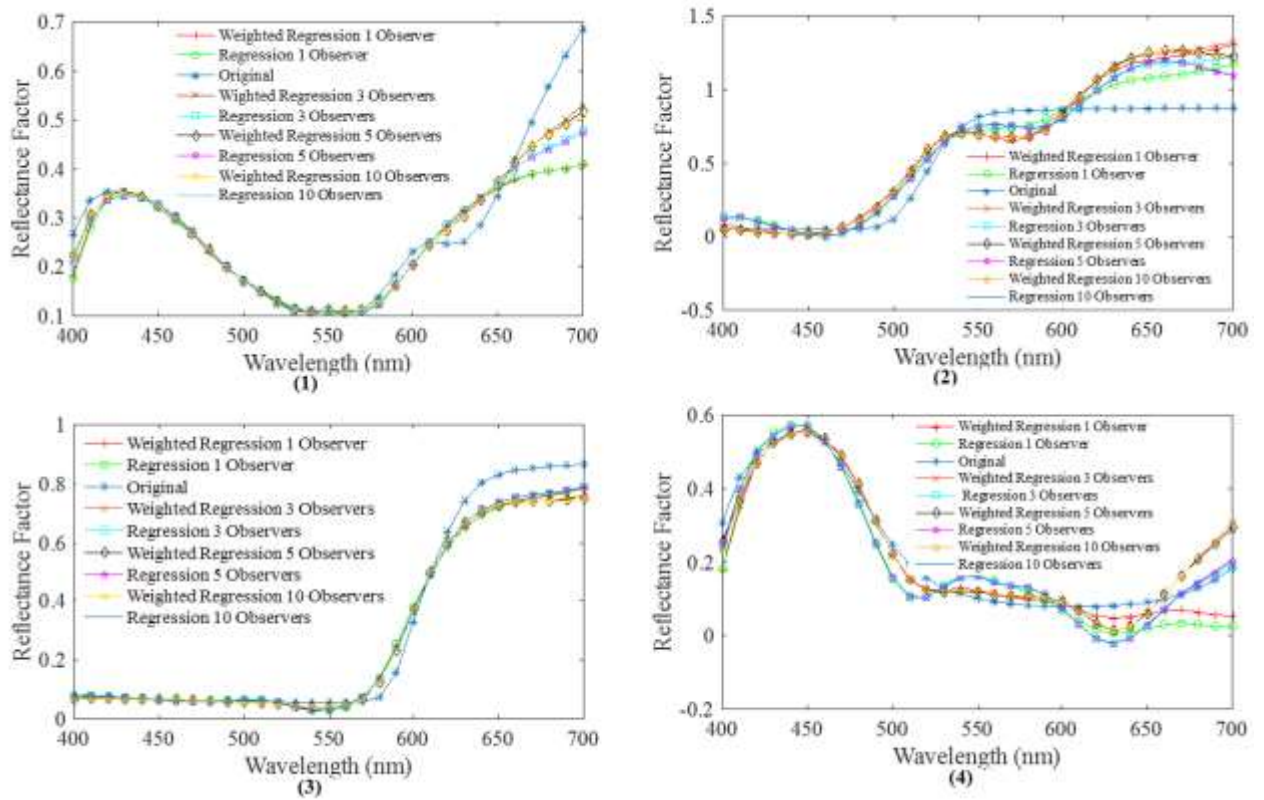 0.7
0.6
0.5
0.4
0.3
0.2
0.1
Reflectance Factor
Weighted Regression 1 Observer
Regression 1 Observer
Original
Wighted Regression 3 Observers
Regression 3 Observers
Weighted Regression 5 Observers
Regression 5 Observers
Weighted Regression 10 Observers
Regression 10 Observers
400 450 500 550 600 650 700
Wavelength (nm)
(1)
1.5
1
0.5
0
-0.5
Reflectance Factor
Weighted Regression 1 Observer
Regerssion 1 Observer
Original
Weighted Regression 3 Observers
Regression 3 Observers
Weighted Regression 5 Observers
Regression 5 Observers
Weighted Regression 10 Observers
Regression 10 Observers
400 450 500 550 600 650 700
Wavelength (nm)
(2)
1
0.8
0.6
0.4
0.2
0
Reflectance Factor
Weighted Regression 1 Observer
Regression 1 Observer
Original
Weighted Regression 3 Observers
Regression 3 Observers
Weighted Regression 5 Observers
Regression 5 Observers
Weighted Regression 10 Observers
Regression 10 Observers
400 450 500 550 600 650 700
Wavelength (nm)
(3)
0.6
0.4
0.2
0
-0.2
Reflectance Factor
Weighted Regression 1 Observer
Regression 1 Observer
Original
Weighted Regression 3 Observers
Regression 3 Observers
Weighted Regression 5 Observers
Regression 5 Observers
Weighted Regression 10 Observers
Regression 10 Observers
400 450 500 550 600 650 700
Wavelength (nm)
(4)